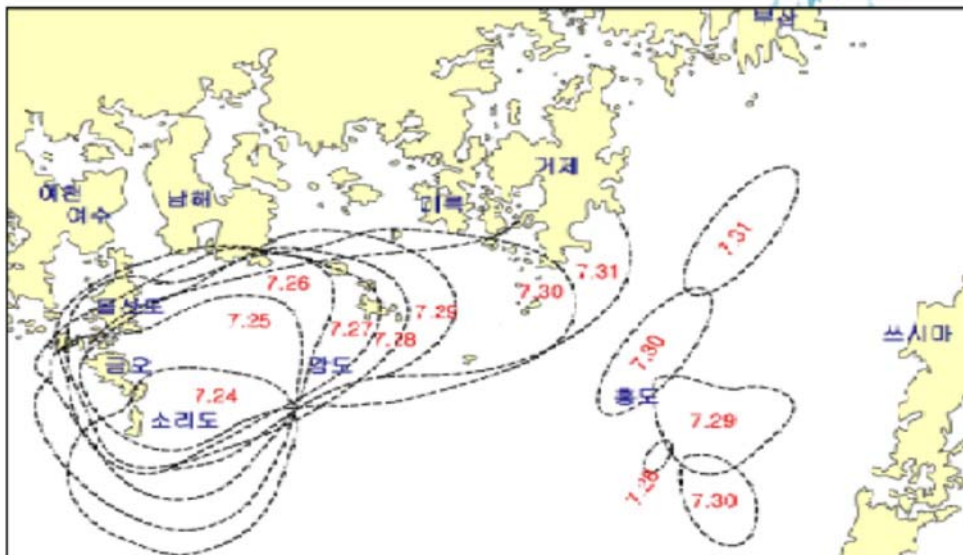 부산
거제
여천
여수
남해
미륵
7.31
7.31
7.26
7.30
돌산도
7.29
7.25
7.27
7.28
쓰시마
7.30
금오
욕도
7.24
홍도
소리도
7.29
7.28
7.30